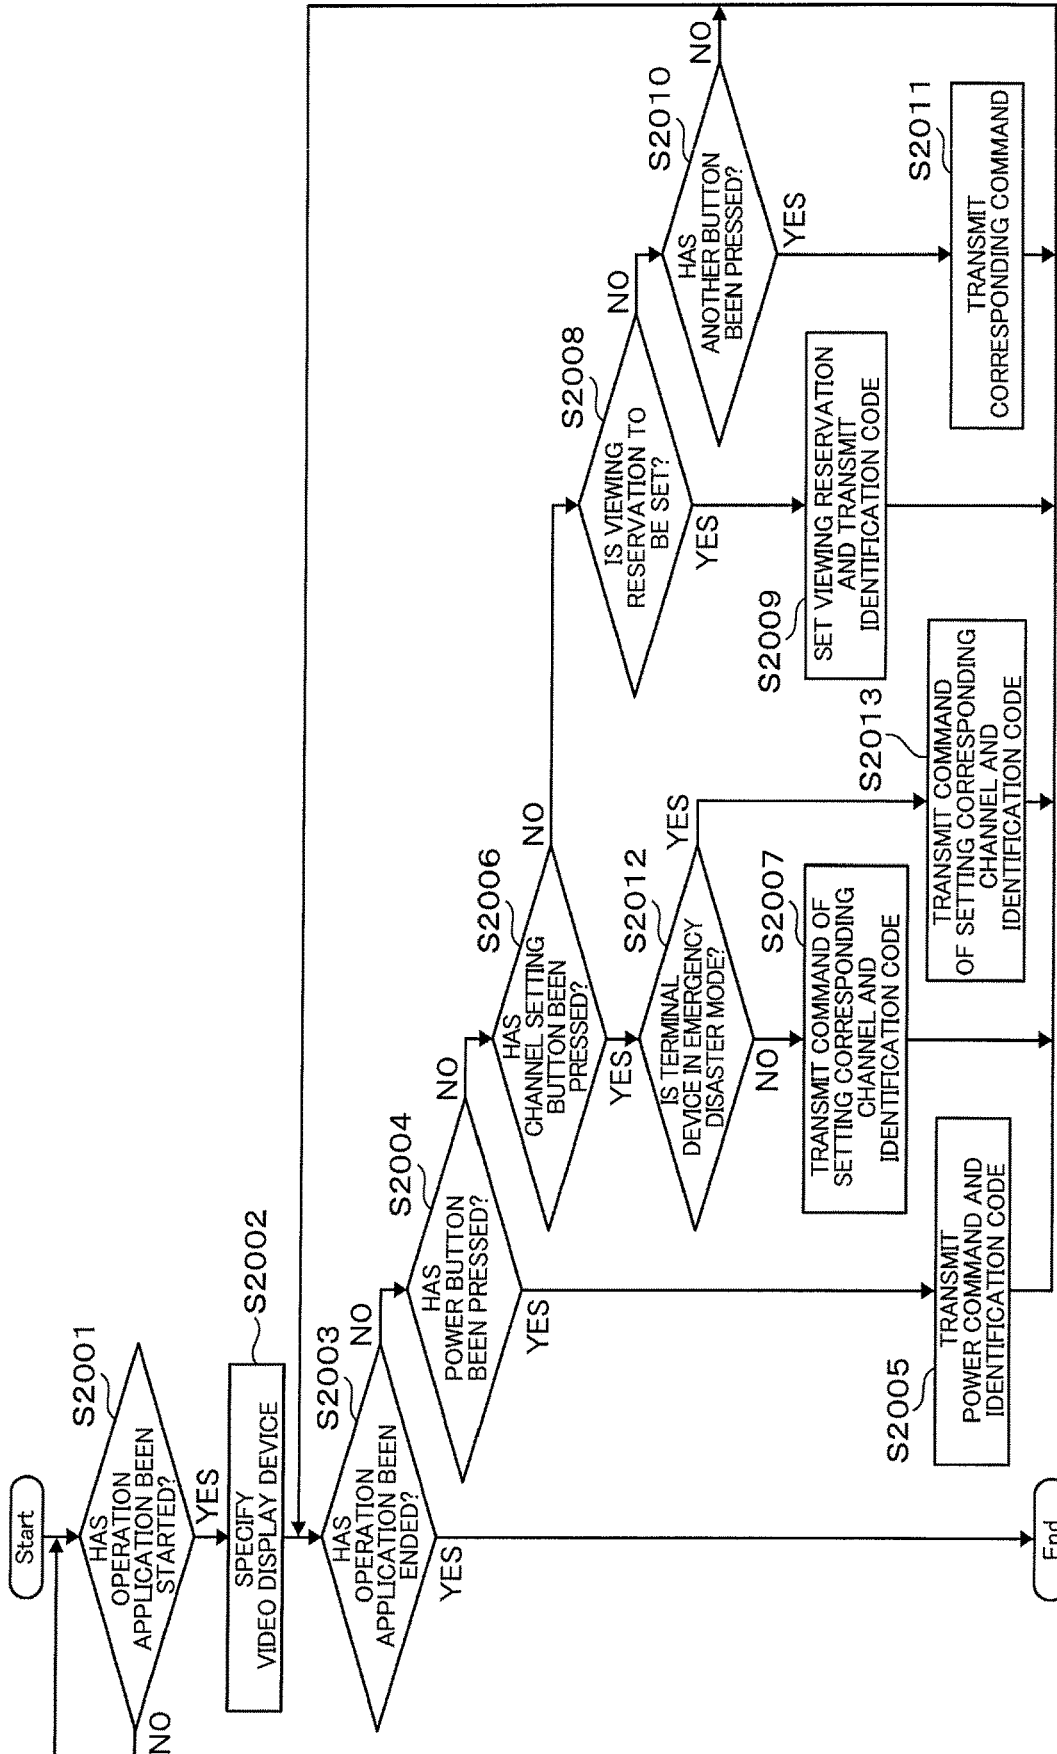 Start
S2001
HAS
OPERATION
APPLICATION BEEN
STARTED?
NO
YES
S2002
SPECIFY
VIDEO DISPLAY DEVICE
S2003
HAS
OPERATION
APPLICATION BEEN
ENDED?
NO
YES
S2004
HAS
POWER BUTTON
BEEN PRESSED?
NO
YES
S2005
TRANSMIT
POWER COMMAND AND
IDENTIFICATION CODE
S2006
HAS
CHANNEL SETTING
BUTTON BEEN
PRESSED?
NO
YES
S2012
IS TERMINAL
DEVICE IN EMERGENCY
DISASTER MODE?
YES
NO
S2007
TRANSMIT COMMAND OF
SETTING CORRESPONDING
CHANNEL AND
IDENTIFICATION CODE
S2013
TRANSMIT COMMAND
OF SETTING CORRESPONDING
CHANNEL AND
IDENTIFICATION CODE
S2008
IS VIEWING
RESERVATION TO
BE SET?
NO
YES
S2009
SET VIEWING RESERVATION
AND TRANSMIT
IDENTIFICATION CODE
S2010
HAS
ANOTHER BUTTON
BEEN PRESSED?
NO
YES
S2011
TRANSMIT
CORRESPONDING COMMAND
End